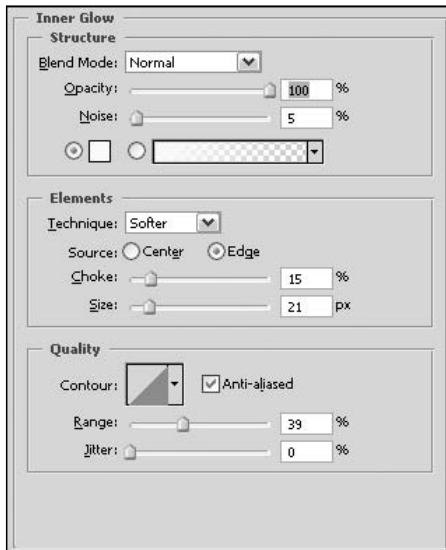 Inner Glow
Structure
Blend Mode: Normal
Opacity: 100 %
Noise: 5 %
Elements
Technique: Softer
Source: Center Edge
Choke: 15 %
Size: 21 px
Quality
Contour: Anti-aliased
Range: 39 %
Jitter: 0 %